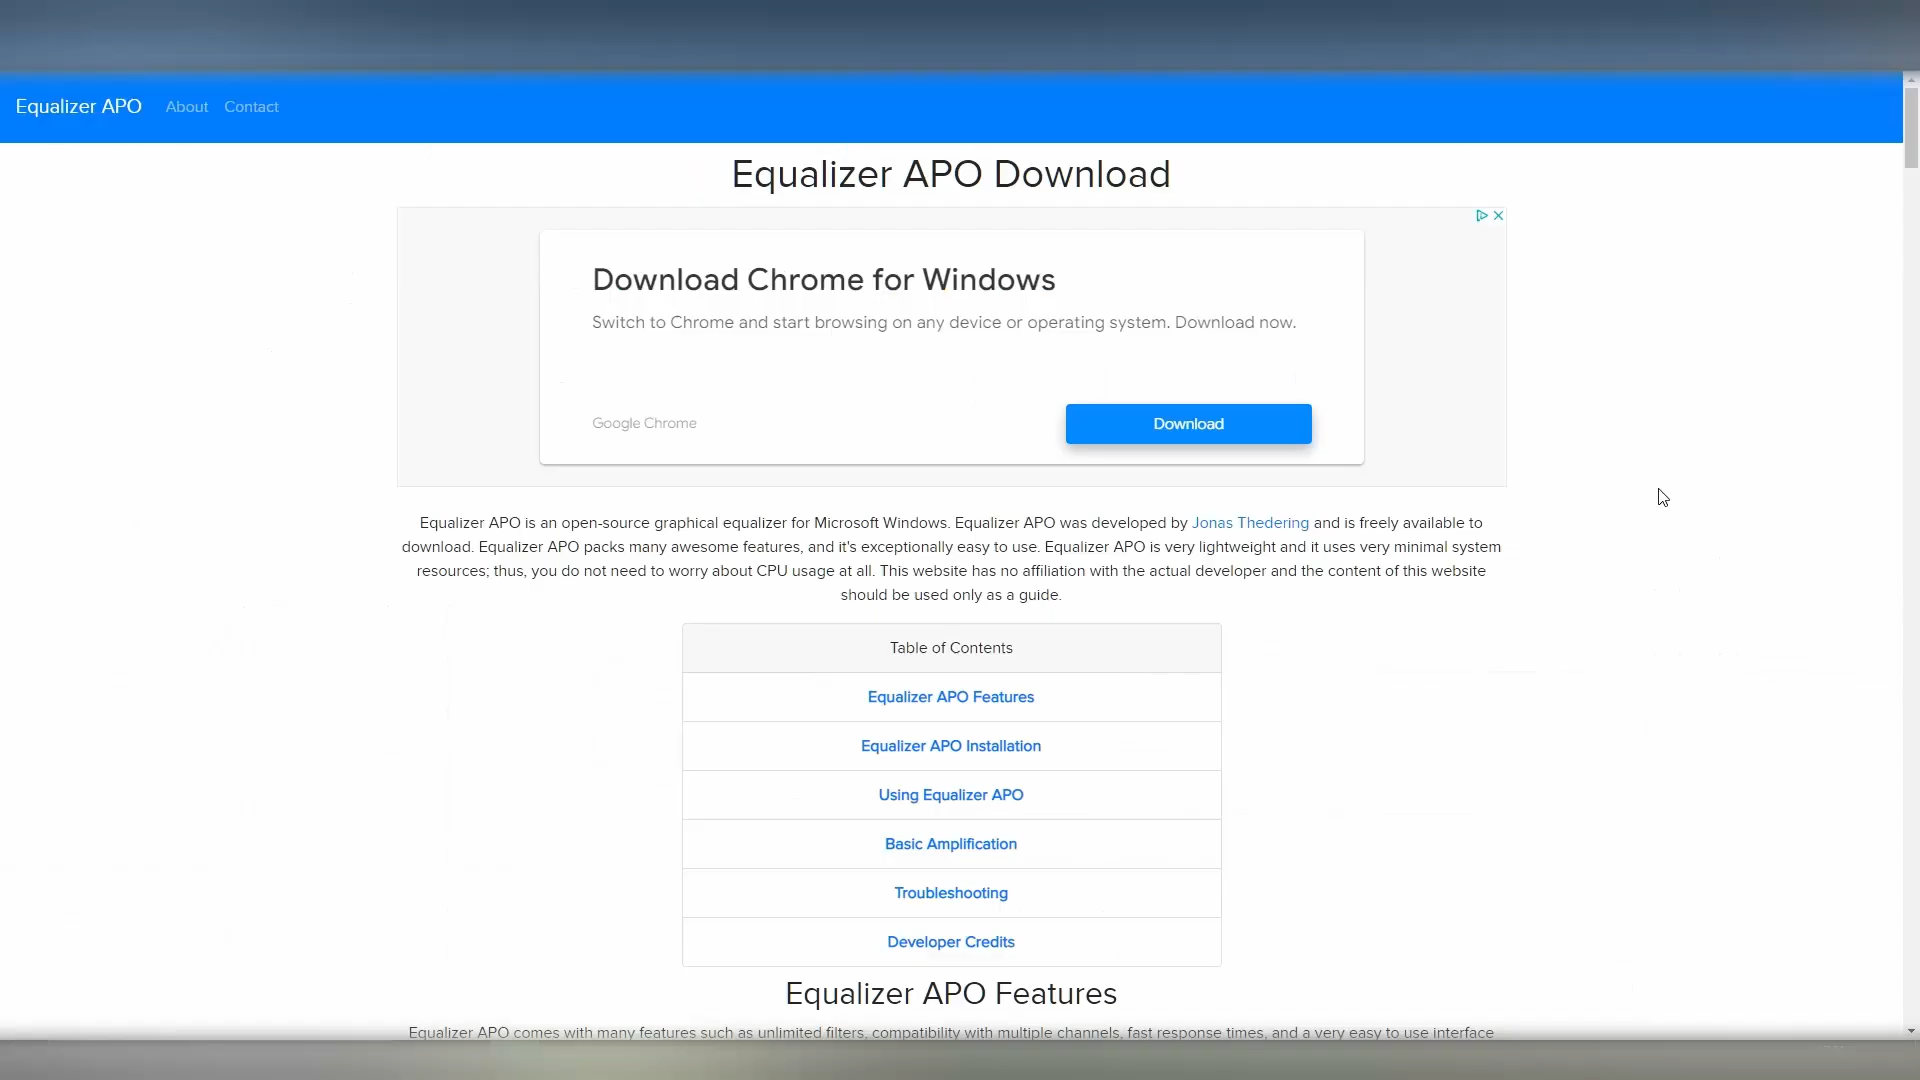 Equalizer APO About Contact
Equalizer APO Download
Download Chrome for Windows
Switch to Chrome and start browsing on any device or operating system. Download now.
Google Chrome
Download
Equalizer APO is an open-source graphical equalizer for Microsoft Windows. Equalizer APO was developed by Jonas Thedering and is freely available to
download. Equalizer APO packs many awesome features, and it's exceptionally easy to use. Equalizer APO is very lightweight and it uses very minimal system
resources; thus, you do not need to worry about CPU usage at all. This website has no affiliation with the actual developer and the content of this website
should be used only as a guide.
Table of Contents
Equalizer APO Features
Equalizer APO Installation
Using Equalizer APO
Basic Amplification
Troubleshooting
Developer Credits
Equalizer APO Features
Equalizer APO comes with many features such as unlimited filters, compatibility with multiple channels, fast response times, and a very easy to use interface